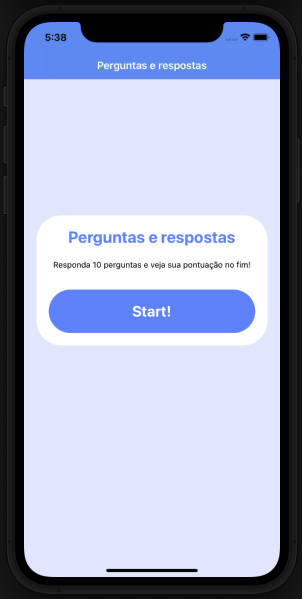 5:38
Perguntas e respostas
Perguntas e respostas
Responda 10 perguntas e veja sua pontuação no fim!
Start!